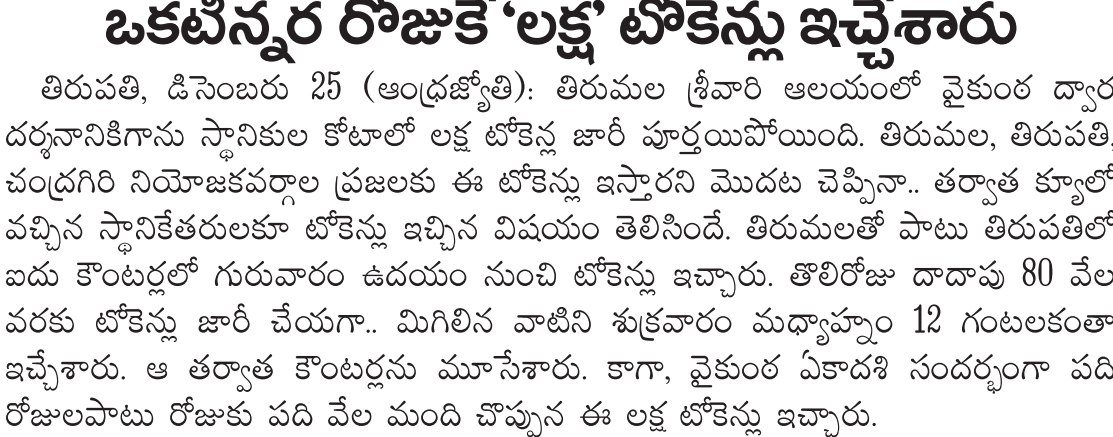 ఒకటిన్నర రోజుకే ‘లక్ష’ టోకెన్లు ఇచ్చేశారు
తిరుపతి, డిసెంబరు 25 (ఆంధ్రజ్యోతి): తిరుమల శ్రీవారి ఆలయంలో వైకుంఠ ద్వార
దర్శనానికిగాను స్థానికుల కోటాలో లక్ష టోకెన్ల జారీ పూర్తయిపోయింది. తిరుమల, తిరుపతి,
చంద్రగిరి నియోజకవర్గాల ప్రజలకు ఈ టోకెన్లు ఇస్తారని మొదట చెప్పినా.. తర్వాత క్యూలో
వచ్చిన స్థానికేతరులకూ టోకెన్లు ఇచ్చిన విషయం తెలిసిందే. తిరుమలతో పాటు తిరుపతిలో
ఐదు కౌంటర్లలో గురువారం ఉదయం నుంచి టోకెన్లు ఇచ్చారు. తొలిరోజు దాదాపు 80 వేల
వరకు టోకెన్లు జారీ చేయగా.. మిగిలిన వాటిని శుక్రవారం మధ్యాహ్నం 12 గంటలకంతా
ఇచ్చేశారు. ఆ తర్వాత కౌంటర్లను మూసేశారు. కాగా, వైకుంఠ ఏకాదశి సందర్భంగా పది
రోజులపాటు రోజుకు పది వేల మంది చొప్పున ఈ లక్ష టోకెన్లు ఇచ్చారు.